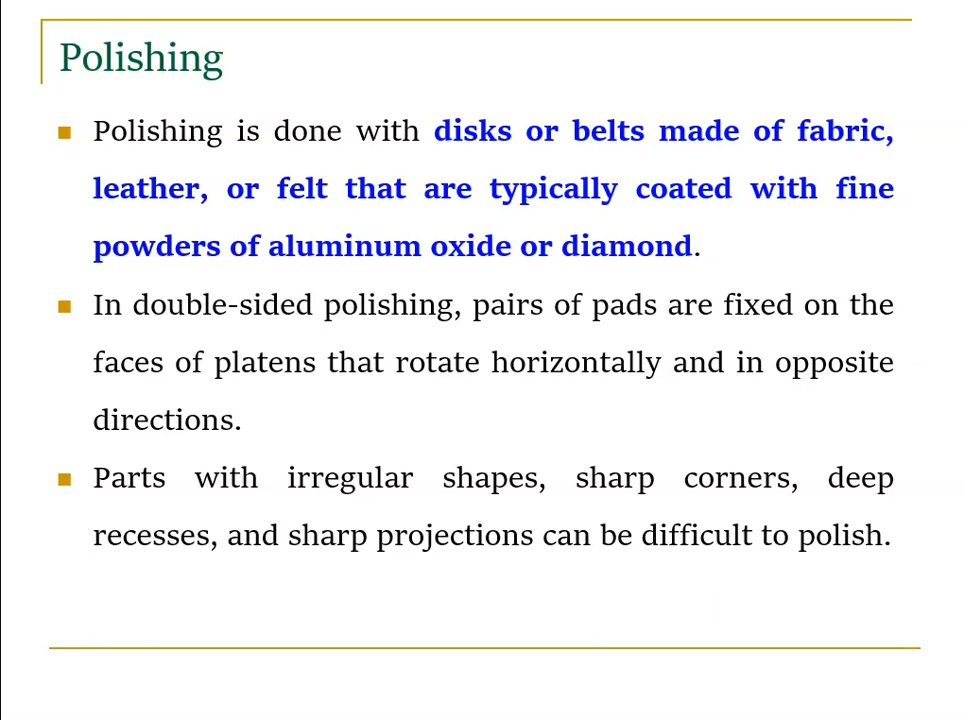 Polishing
Polishing is done with disks or belts made of fabric,
leather, or felt that are typically coated with fine
powders of aluminum oxide or diamond.
In double-sided polishing, pairs of pads are fixed on the
faces of platens that rotate horizontally and in opposite
directions.
Parts with irregular shapes, sharp corners, deep
recesses, and sharp projections can be difficult to polish.